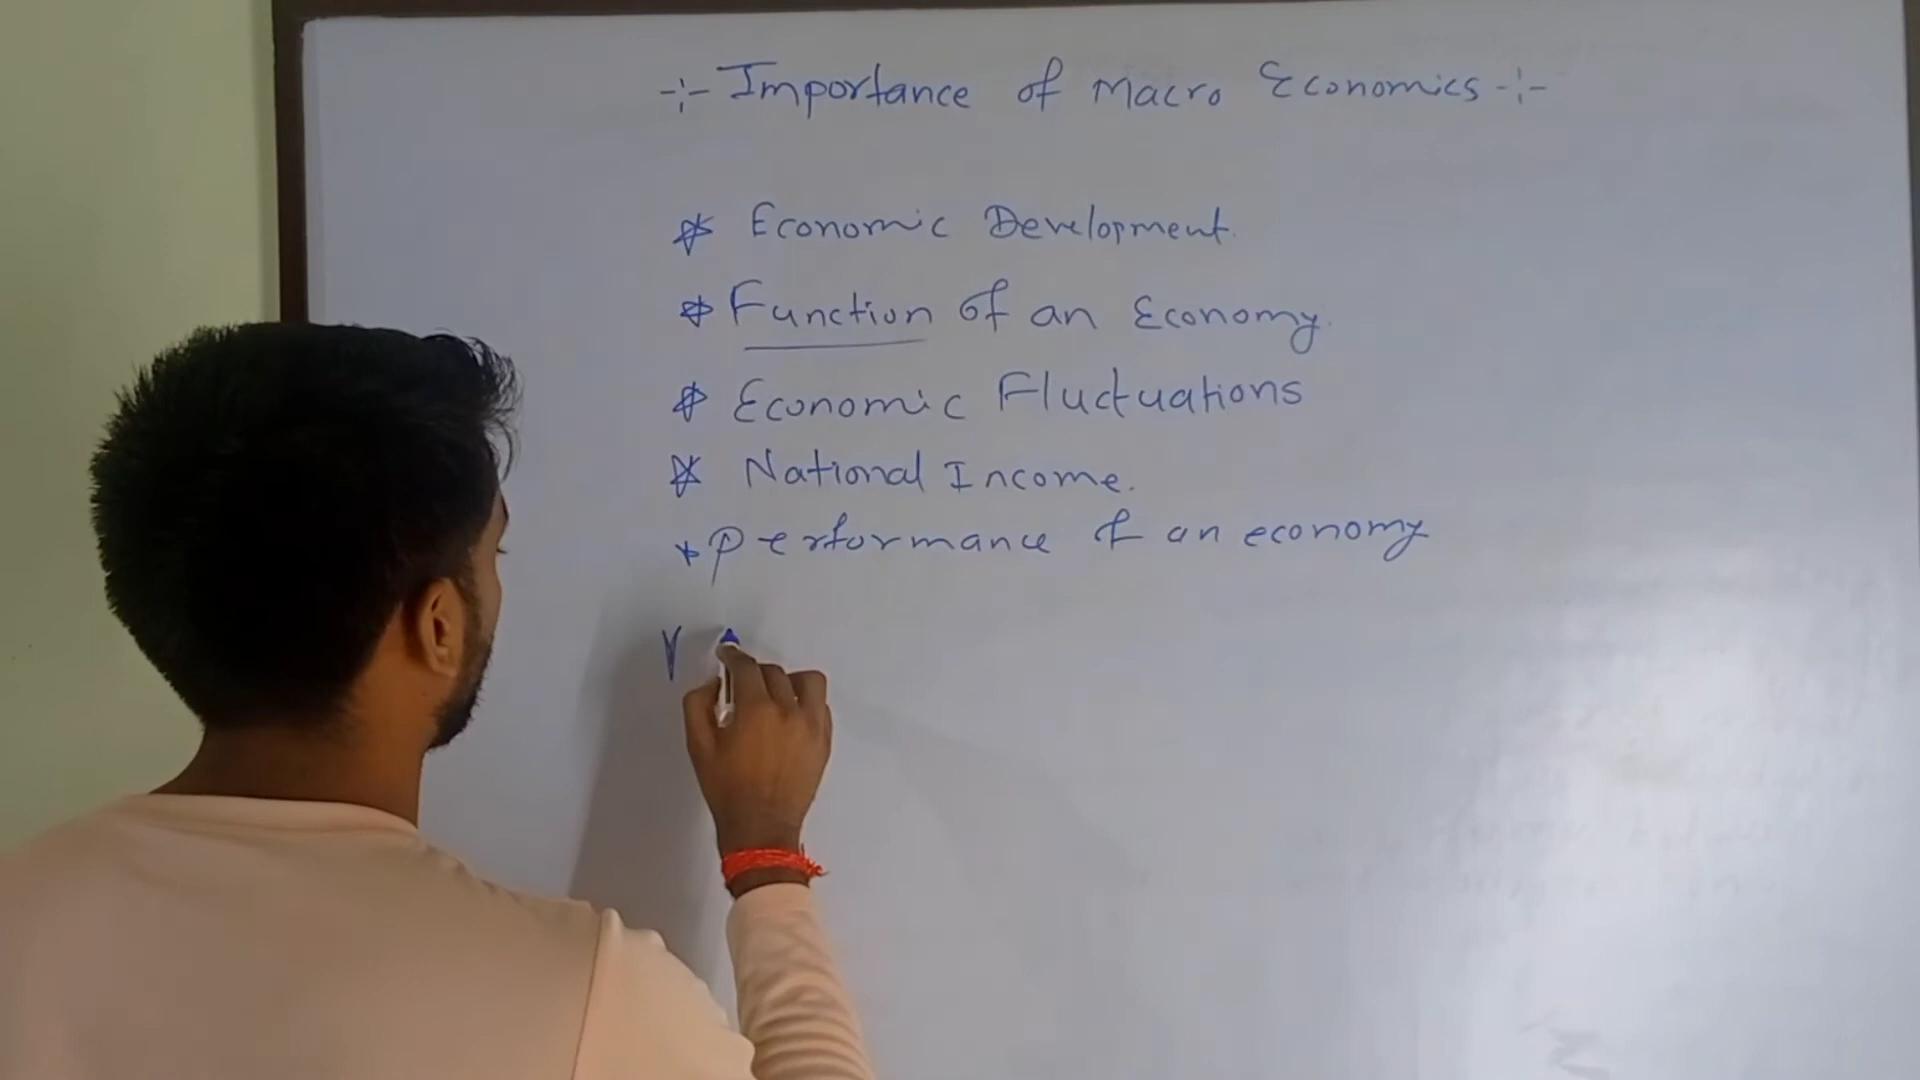 -:- Importance of Macro Economics -:-
* Economic Development.
* Function of an Economy.
* Economic Fluctuations
* National Income.
* Performance of an economy